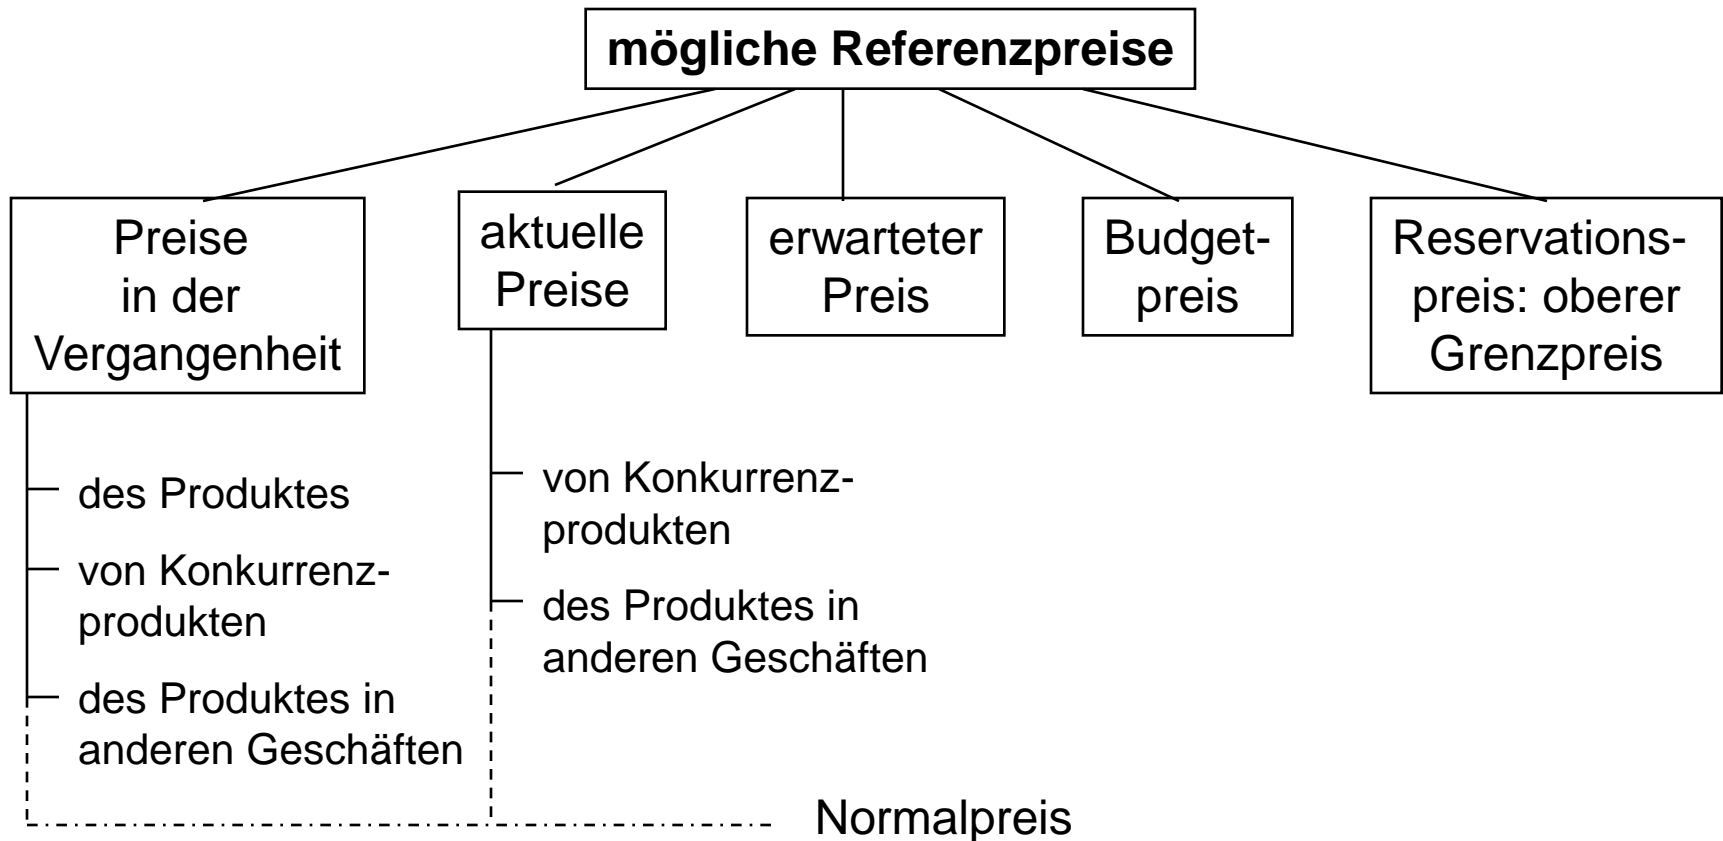 mögliche Referenzpreise
Preise
in der
Vergangenheit
aktuelle
Preise
erwarteter
Preis
Budget-
preis
Reservations-
preis: oberer
Grenzpreis
des Produktes
von Konkurrenz-
produkten
des Produktes in
anderen Geschäften
von Konkurrenz-
produkten
des Produktes in
anderen Geschäften
Normalpreis